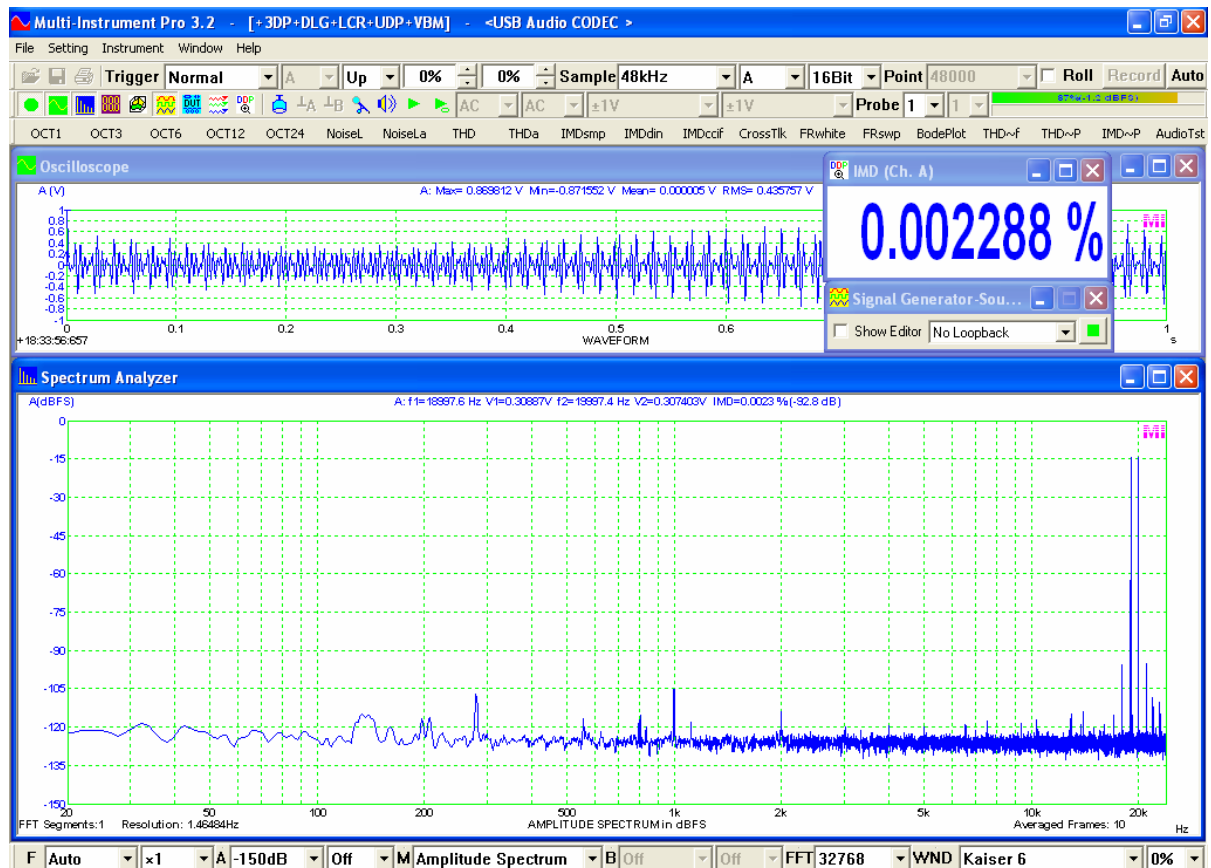 Multi-Instrument Pro 3.2 - [+3DP+DLG+LCR+UDP+VBM] - <USB Audio CODEC >
File Setting Instrument Window Help
Trigger Normal A Up 0% 0% Sample 48kHz A 16Bit Point 48000 Roll Record Auto
DUT DDP A B AC AC ±1V ±1V Probe 1 1 87%(-1.2 dBFS)
OCT1 OCT3 OCT6 OCT12 OCT24 NoiseL NoiseLa THD THDa IMDsmp IMDdin IMDccif CrossTlk FRwhite FRswp BodePlot THD~f THD~P IMD~P AudioTst
Oscilloscope
A (V)
A: Max= 0.869812 V Min=-0.871552 V Mean= 0.000005 V RMS= 0.435757 V
MI
1
0.8
0.6
0.4
0.2
0
-0.2
-0.4
-0.6
-0.8
-1
0 0.1 0.2 0.3 0.4 0.5 0.6 1
+18:33:56:657 WAVEFORM s
DDP IMD (Ch. A)
0.002288 %
Signal Generator-Sou...
Show Editor No Loopback
Spectrum Analyzer
A(dBFS)
A: f1=18997.6 Hz V1=0.30887V f2=19997.4 Hz V2=0.307403V IMD=0.0023 %(-92.8 dB)
MI
0
-15
-30
-45
-60
-75
-90
-105
-120
-135
-150
20 50 100 200 500 1k 2k 5k 10k 20k
FFT Segments:1 Resolution: 1.46484Hz AMPLITUDE SPECTRUM in dBFS Averaged Frames: 10 Hz
F Auto ×1 A -150dB Off M Amplitude Spectrum B Off Off FFT 32768 WND Kaiser 6 0%